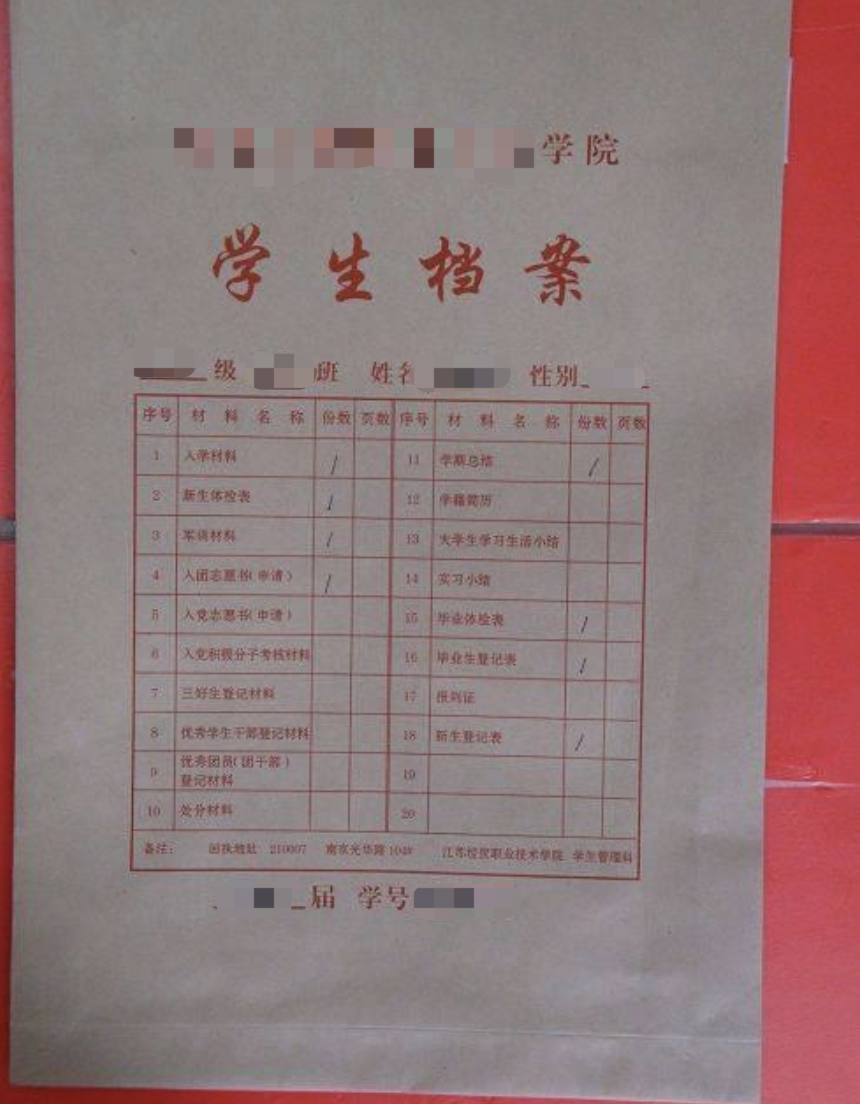 学院
学生档案
级 班 姓名 性别
序号 材料名称 份数 页数 序号 材料名称 份数 页数
1 入学材料 / 11 学期总结 /
2 新生体检表 / 12 学籍简历
3 军训材料 / 13 大学生学习生活小结
4 入团志愿书(申请) / 14 实习小结
5 入党志愿书(申请) 15 毕业体检表 /
6 入党积极分子考核材料 16 毕业生登记表 /
7 三好生登记材料 17 报到证
8 优秀学生干部登记材料 18 新生登记表 /
9 优秀团员(团干部) 19
登记材料
10 处分材料 20
备注: 回执地址 210007 南京光华路104# 江苏经贸职业技术学院 学生管理科
届 学号